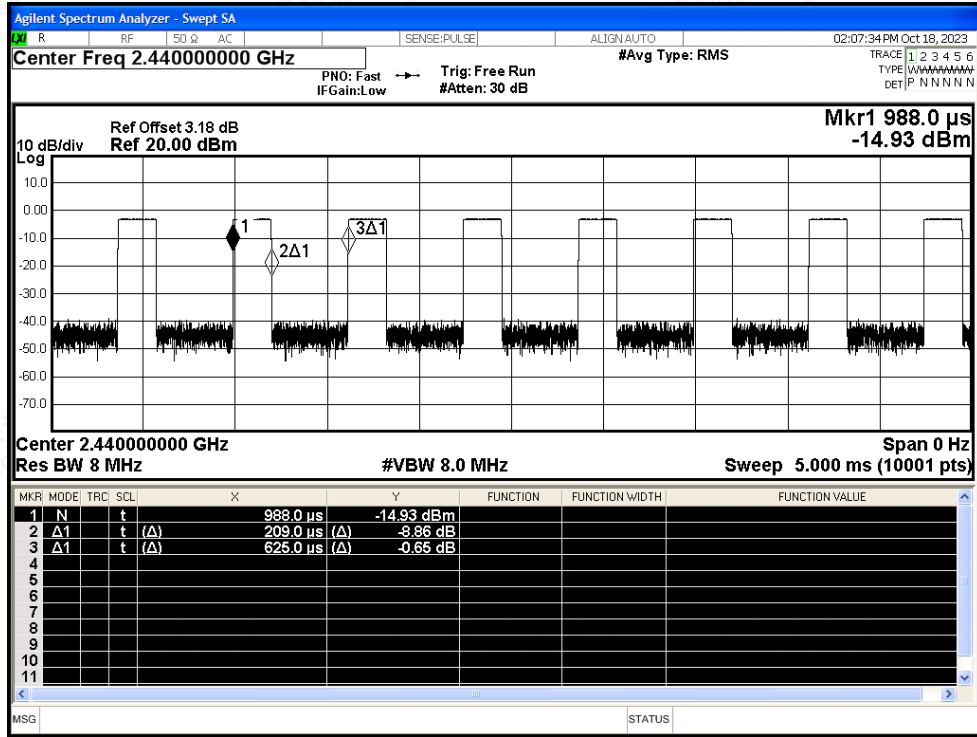 Agilent Spectrum Analyzer - Swept SA
LXI R RF 50 Ω AC SENSE:PULSE ALIGN AUTO 02:07:34 PM Oct 18, 2023
Center Freq 2.440000000 GHz #Avg Type: RMS TRACE 1 2 3 4 5 6
PNO: Fast Trig: Free Run TYPE
IFGain:Low #Atten: 30 dB DET P N N N N N
Mkr1 988.0 µs
Ref Offset 3.18 dB
10 dB/div Ref 20.00 dBm -14.93 dBm
Log
10.0
0.00
1 3Δ1
-10.0
2Δ1
-20.0
-30.0
-40.0
-50.0
-60.0
-70.0
Center 2.440000000 GHz Span 0 Hz
Res BW 8 MHz #VBW 8.0 MHz Sweep 5.000 ms (10001 pts)
MKR MODE TRC SCL X Y FUNCTION FUNCTION WIDTH FUNCTION VALUE
1 N t 988.0 µs -14.93 dBm
2 Δ1 t (Δ) 209.0 µs (Δ) -8.86 dB
3 Δ1 t (Δ) 625.0 µs (Δ) -0.65 dB
4
5
6
7
8
9
10
11
MSG STATUS